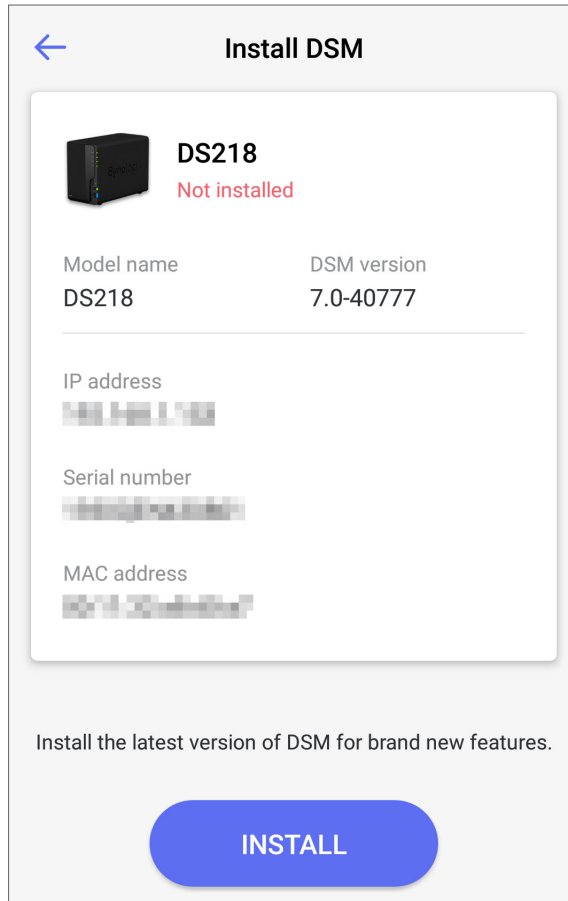 Install DSM
Synology
DS218
Not installed
Model name
DSM version
DS218
7.0-40777
IP address
Serial number
MAC address
Install the latest version of DSM for brand new features.
INSTALL